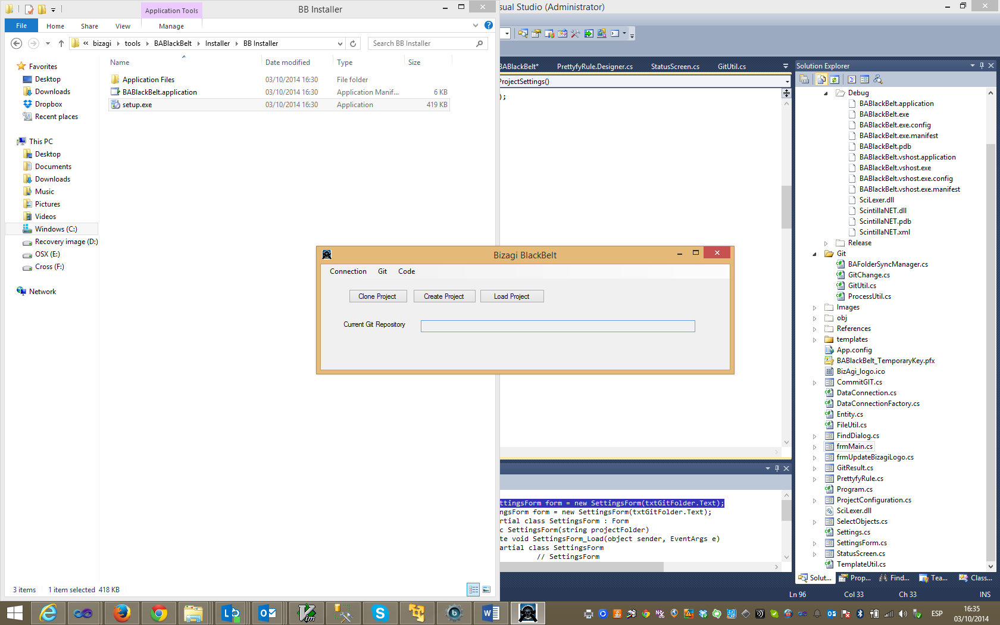 Application Tools
BB Installer
File
Home
Share
View
Manage
« bizagi › tools › BABlackBelt › Installer › BB Installer
Search BB Installer
Name
Date modified
Type
Size
Application Files
03/10/2014 16:30
File folder
BABlackBelt.application
03/10/2014 16:30
Application Manif...
6 KB
setup.exe
03/10/2014 16:30
Application
419 KB
Favorites
Desktop
Downloads
Dropbox
Recent places
This PC
Desktop
Documents
Downloads
Music
Pictures
Videos
Windows (C:)
Recovery image (D:)
OSX (E:)
Cross (F:)
Network
3 items
1 item selected 418 KB
Bizagi BlackBelt
Connection
Git
Code
Clone Project
Create Project
Load Project
Current Git Repository
sual Studio (Administrator)
BABlackBelt*
PrettyfyRule.Designer.cs
StatusScreen.cs
GitUtil.cs
ProjectSettings()
);
ttingsForm form = new SettingsForm(txtGitFolder.Text);
ngsForm form = new SettingsForm(txtGitFolder.Text);
rtial class SettingsForm : Form
c SettingsForm(string projectFolder)
te void SettingsForm_Load(object sender, EventArgs e)
artial class SettingsForm
// SettingsForm
Solution Explorer
Debug
BABlackBelt.application
BABlackBelt.exe
BABlackBelt.exe.config
BABlackBelt.exe.manifest
BABlackBelt.pdb
BABlackBelt.vshost.application
BABlackBelt.vshost.exe
BABlackBelt.vshost.exe.config
BABlackBelt.vshost.exe.manifest
SciLexer.dll
ScintillaNET.dll
ScintillaNET.pdb
ScintillaNET.xml
Release
Git
BAFolderSyncManager.cs
GitChange.cs
GitUtil.cs
ProcessUtil.cs
Images
obj
References
templates
App.config
BABlackBelt_TemporaryKey.pfx
BizAgi_logo.ico
CommitGIT.cs
DataConnection.cs
DataConnectionFactory.cs
Entity.cs
FileUtil.cs
FindDialog.cs
frmMain.cs
frmUpdateBizagiLogo.cs
GitResult.cs
PrettyfyRule.cs
Program.cs
ProjectConfiguration.cs
SciLexer.dll
SelectObjects.cs
Settings.cs
SettingsForm.cs
StatusScreen.cs
TemplateUtil.cs
Solut...
Prop...
Find...
Tea...
Class...
Ln 96
Col 33
Ch 33
INS
ESP
16:35
03/10/2014